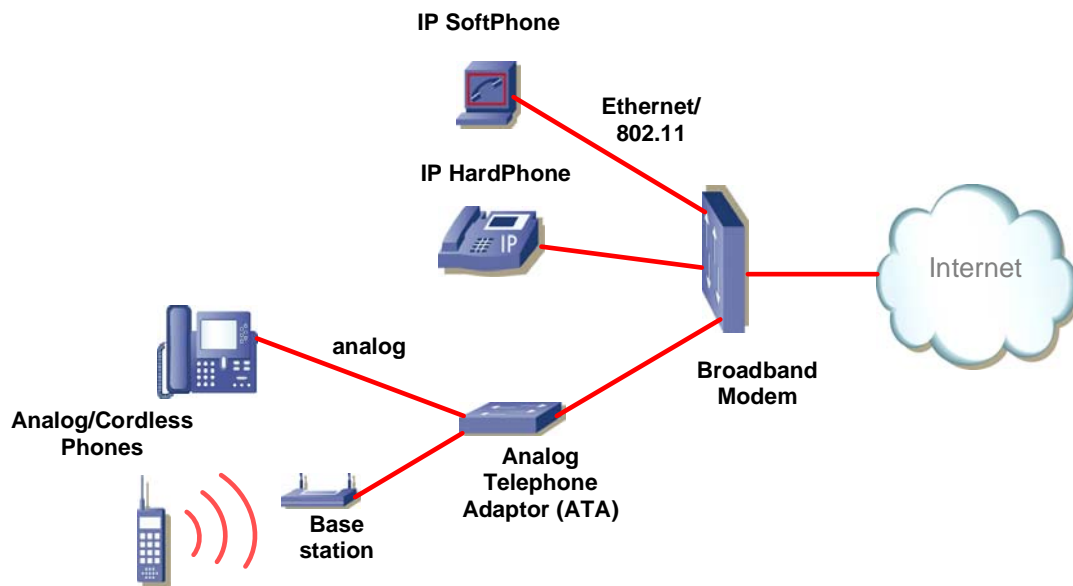 IP SoftPhone
Ethernet/
802.11
IP HardPhone
IP
Internet
analog
Broadband
Modem
Analog/Cordless
Phones
Analog
Telephone
Adaptor (ATA)
Base
station